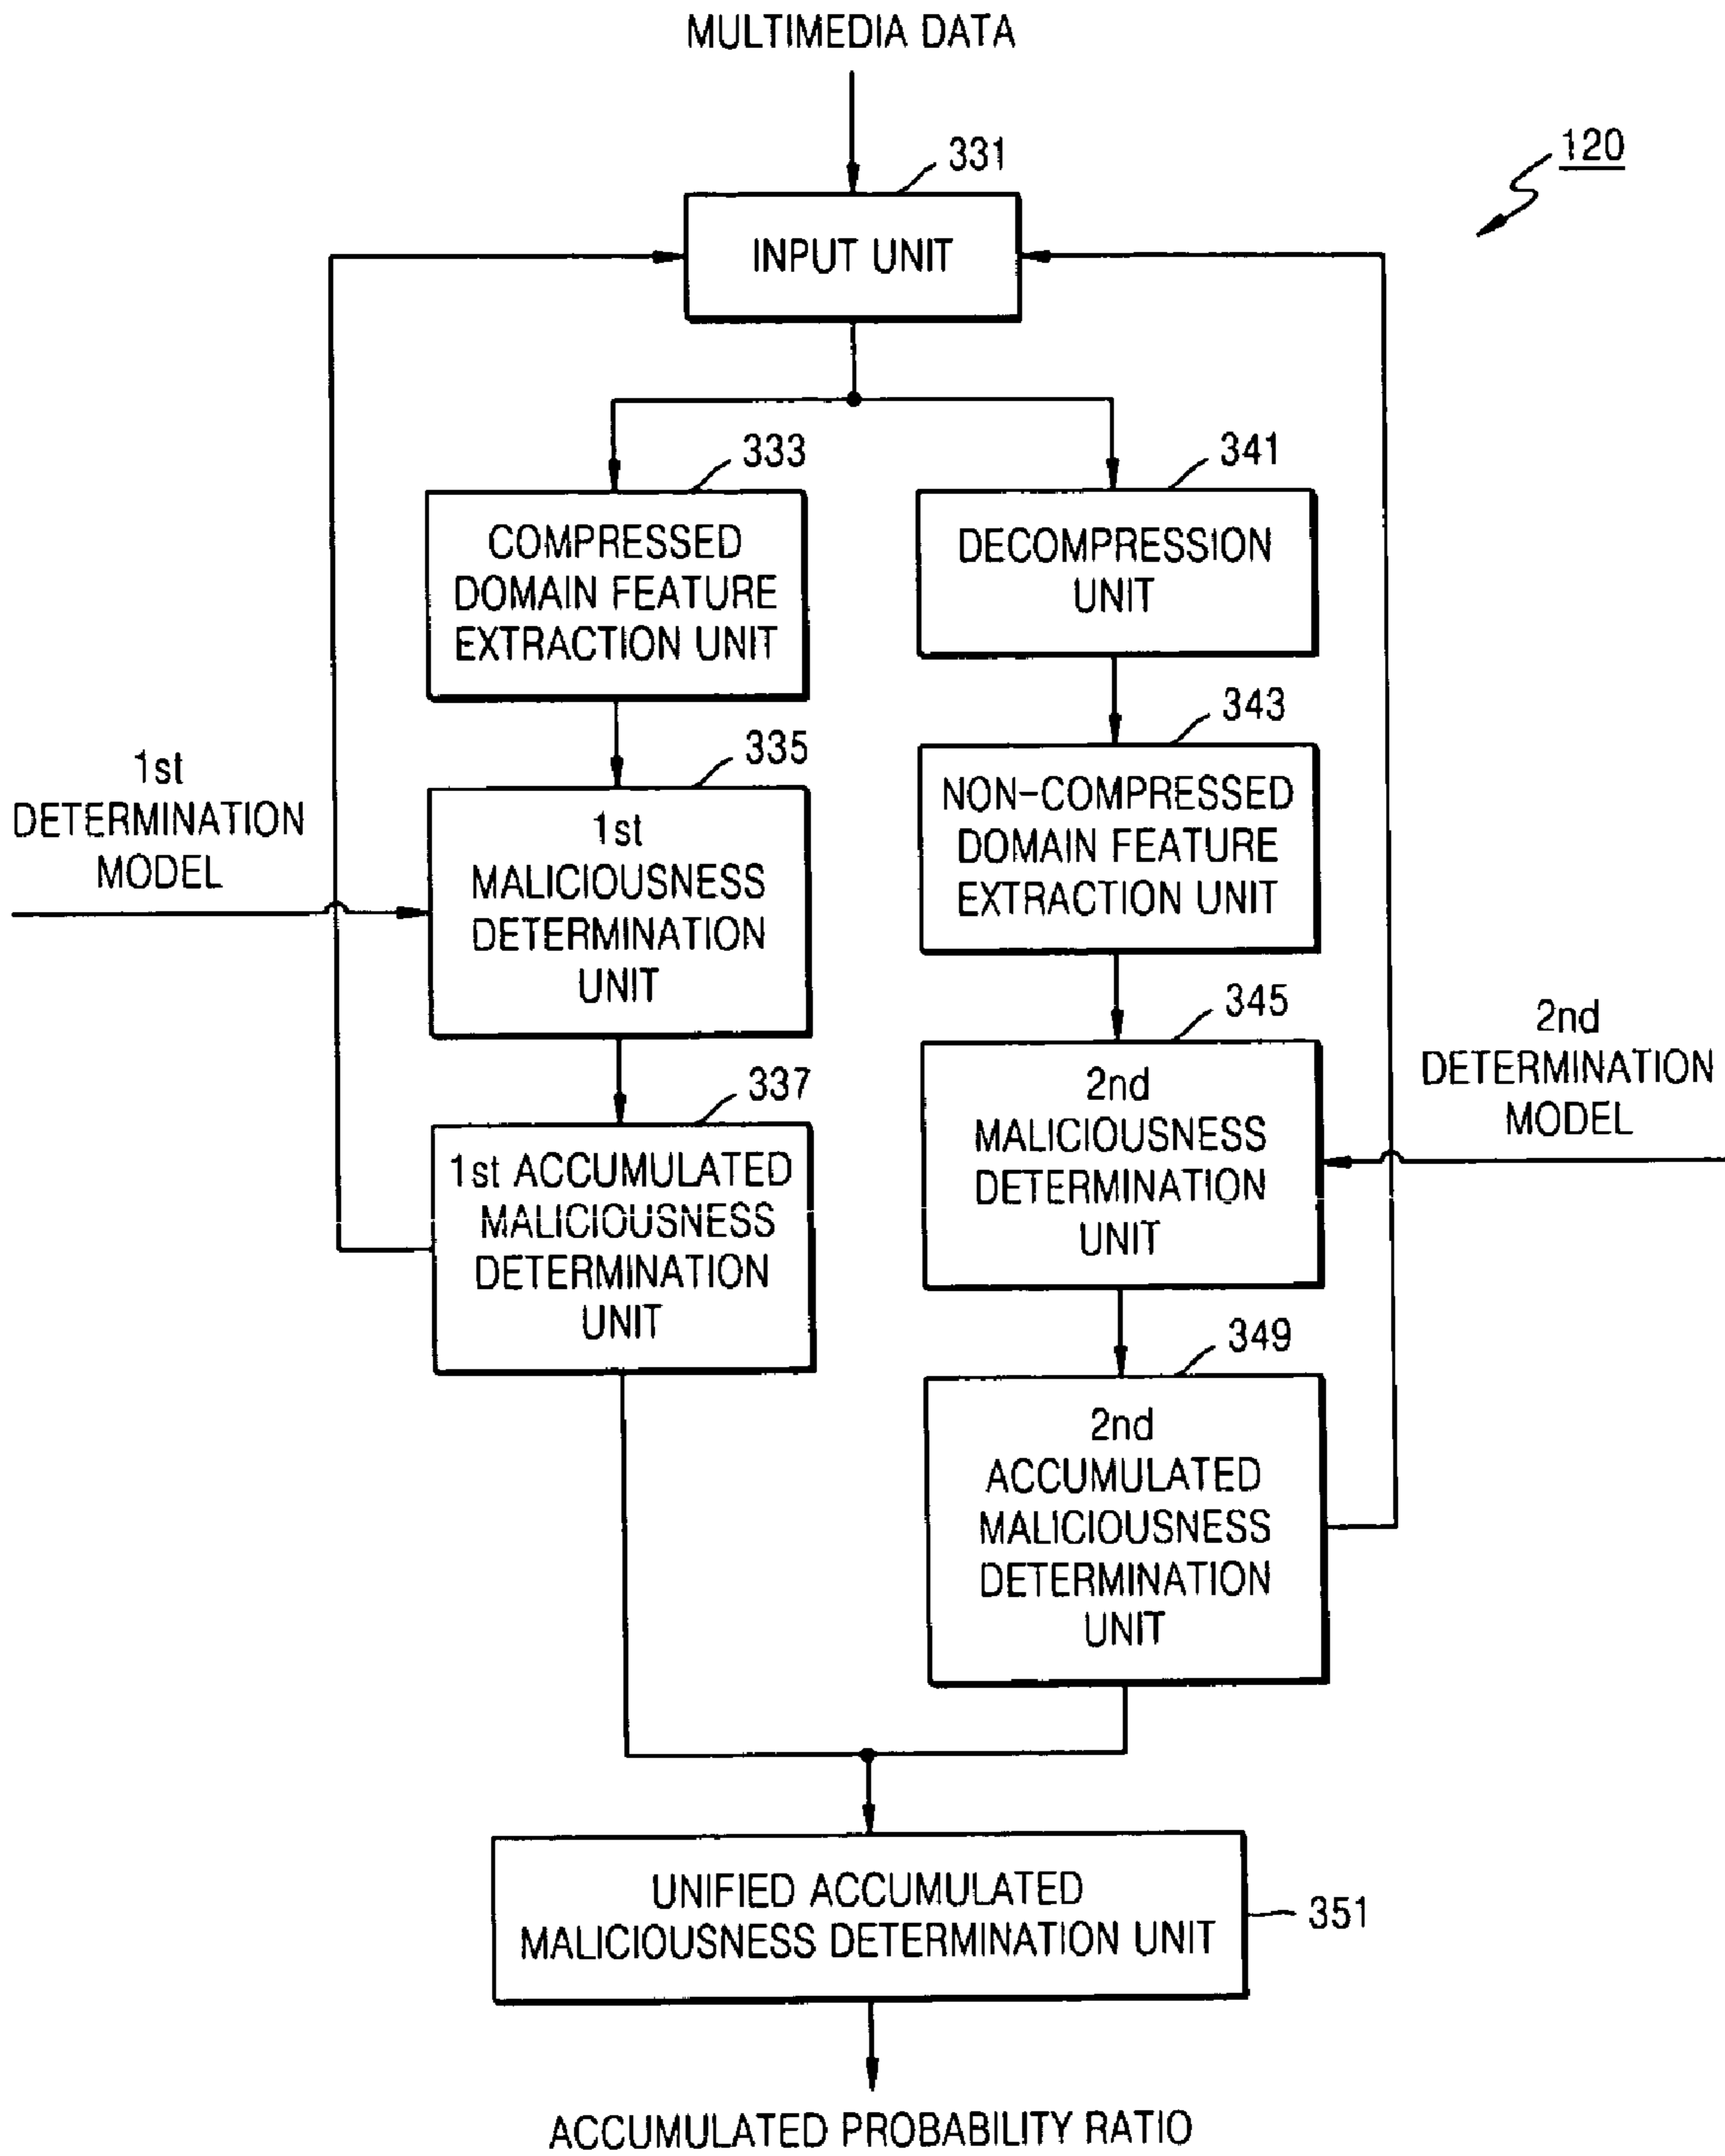 MULTIMEDIA DATA
331
120
INPUT UNIT
333
COMPRESSED
DOMAIN FEATURE
EXTRACTION UNIT
341
DECOMPRESSION
UNIT
343
NON-COMPRESSED
DOMAIN FEATURE
EXTRACTION UNIT
1st
DETERMINATION
MODEL
335
1st
MALICIOUSNESS
DETERMINATION
UNIT
345
2nd
MALICIOUSNESS
DETERMINATION
UNIT
2nd
DETERMINATION
MODEL
337
1st ACCUMULATED
MALICIOUSNESS
DETERMINATION
UNIT
349
2nd
ACCUMULATED
MALICIOUSNESS
DETERMINATION
UNIT
UNIFIED ACCUMULATED
MALICIOUSNESS DETERMINATION UNIT
351
ACCUMULATED PROBABILITY RATIO